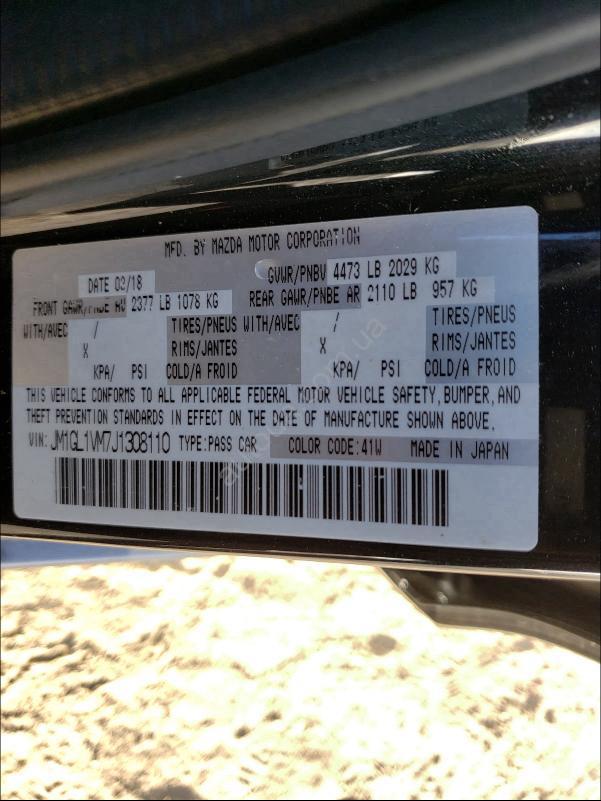 MFD. BY MAZDA MOTOR CORPORATION
DATE 03/18 GVWR/PNBV 4473 LB 2029 KG
FRONT GAWR/PNBE AV 2377 LB 1078 KG REAR GAWR/PNBE AR 2110 LB 957 KG
WITH/AVEC / TIRES/PNEUS WITH/AVEC / TIRES/PNEUS
X RIMS/JANTES X RIMS/JANTES
KPA/ PSI COLD/A FROID KPA/ PSI COLD/A FROID
THIS VEHICLE CONFORMS TO ALL APPLICABLE FEDERAL MOTOR VEHICLE SAFETY, BUMPER, AND
THEFT PREVENTION STANDARDS IN EFFECT ON THE DATE OF MANUFACTURE SHOWN ABOVE.
VIN: JM1GL1VM7J1308110 TYPE: PASS CAR COLOR CODE: 41W MADE IN JAPAN